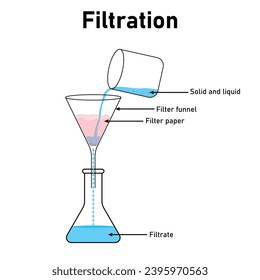 Filtration
Solid and liquid
Filter funnel
Filter paper
Filtrate
shutterstock.com · 2395970563